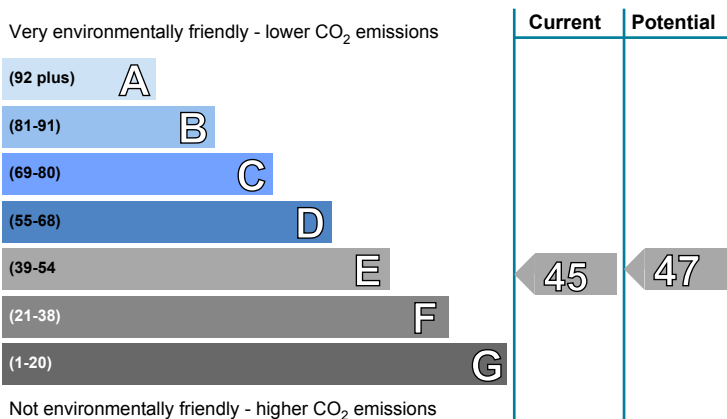 Current Potential
Very environmentally friendly - lower CO2 emissions
(92 plus) A
(81-91) B
(69-80) C
(55-68) D
(39-54 E 45 47
(21-38) F
(1-20) G
Not environmentally friendly - higher CO2 emissions